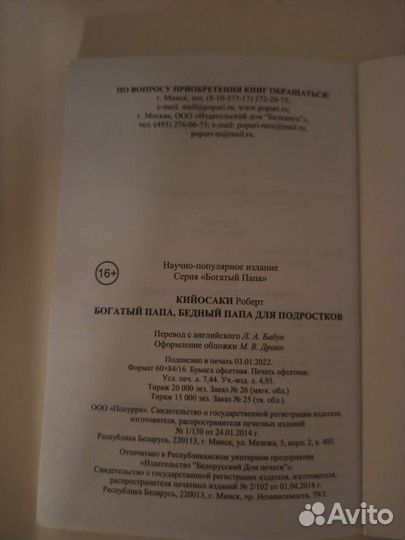 ПО ВОПРОСУ ПРИОБРЕТЕНИЯ КНИГ ОБРАЩАТЬСЯ:
г. Минск, тел. (8-10-375-17) 272-29-75;
e-mail: mail@popuri.ru, www.popuri.ru;
г. Москва, ООО «Издательский дом "Белкнига"»,
тел. (495) 276-06-75; e-mail: popuri-mos@mail.ru,
popuri-m@mail.ru
16+
Научно-популярное издание
Серия «Богатый Папа»
КИЙОСАКИ Роберт
БОГАТЫЙ ПАПА, БЕДНЫЙ ПАПА ДЛЯ ПОДРОСТКОВ
Перевод с английского Л. А. Бабук
Оформление обложки М. В. Драко
Подписано в печать 03.01.2022.
Формат 60×84/16. Бумага офсетная. Печать офсетная.
Усл. печ. л. 7,44. Уч.-изд. л. 4,93.
Тираж 20 000 экз. Заказ № 26 (мягк. обл.)
Тираж 15 000 экз. Заказ № 25 (тв. обл.).
ООО «Попурри». Свидетельство о государственной регистрации издателя,
изготовителя, распространителя печатных изданий
№ 1/150 от 24.01.2014 г.
Республика Беларусь, 220113, г. Минск, ул. Мележа, 5, корп. 2, к. 403.
Отпечатано в Республиканском унитарном предприятии
«Издательство "Белорусский Дом печати"».
Свидетельство о государственной регистрации издателя, изготовителя,
распространителя печатных изданий № 2/102 от 01.04.2014 г.
Республика Беларусь, 220013, г. Минск, пр. Независимости, 79/1.
Avito